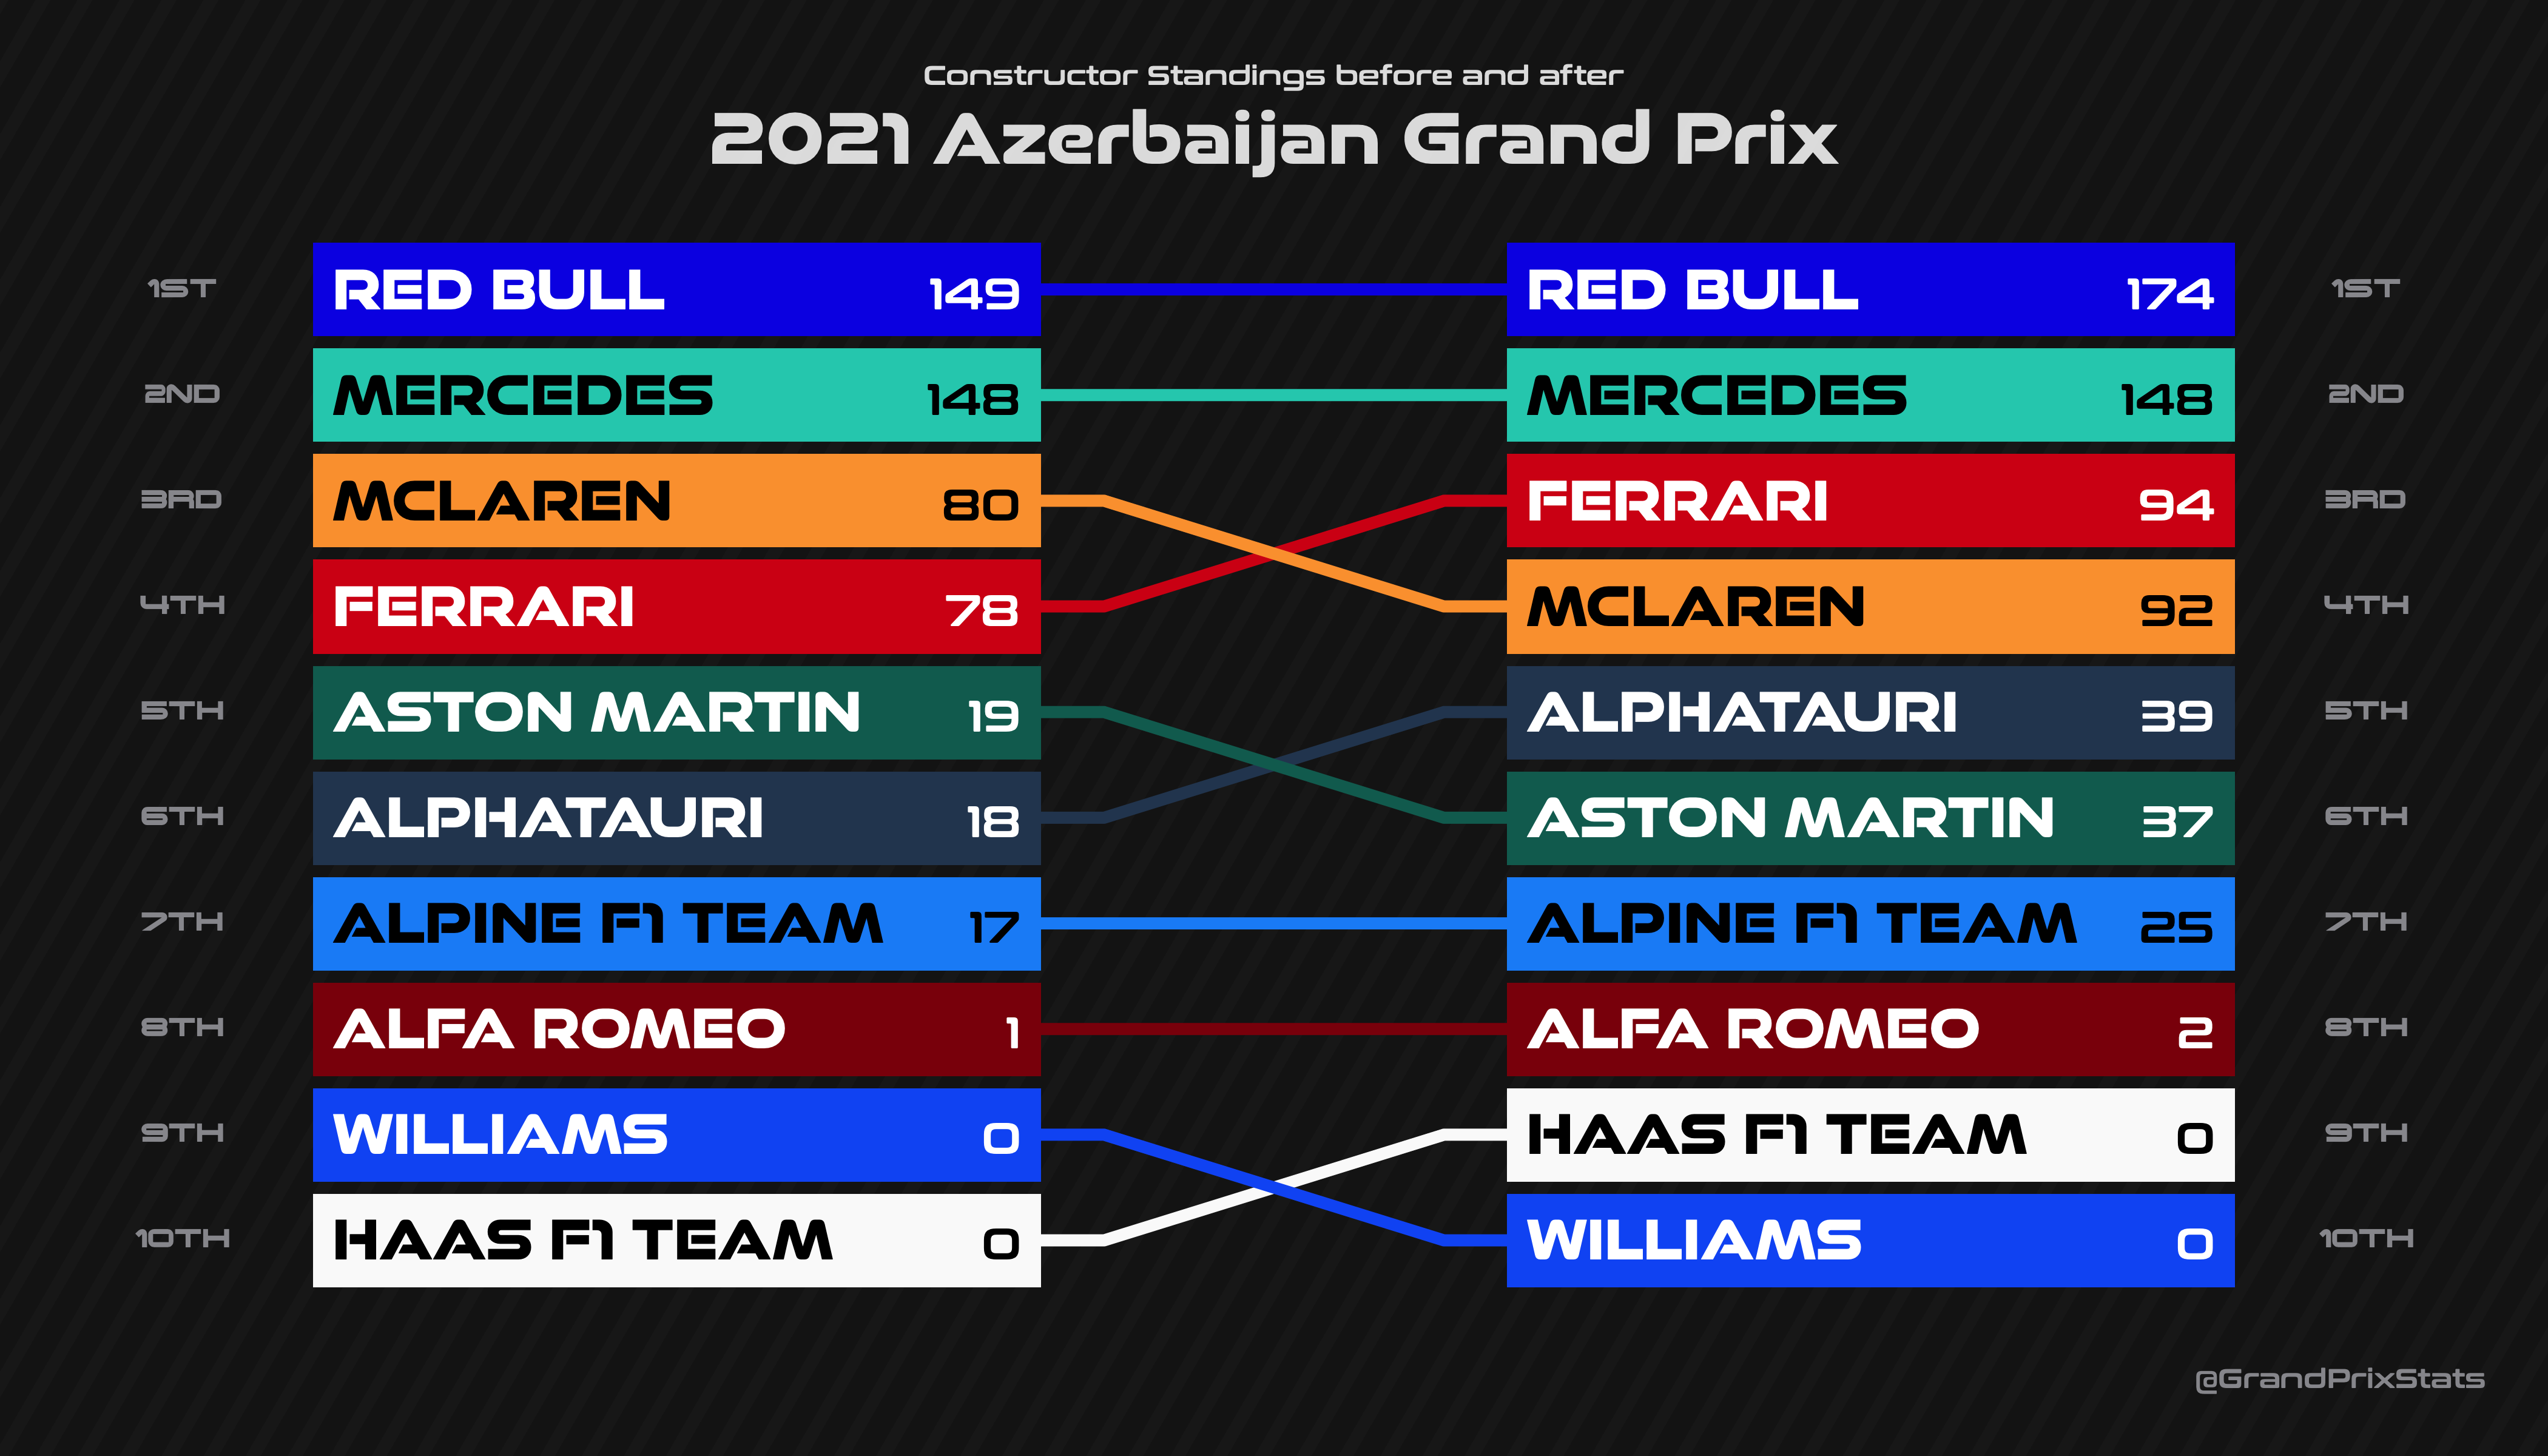 Constructor Standings before and after
2021 Azerbaijan Grand Prix
1ST RED BULL 149 RED BULL 174 1ST
2ND MERCEDES 148 MERCEDES 148 2ND
3RD MCLAREN 80 FERRARI 94 3RD
4TH FERRARI 78 MCLAREN 92 4TH
5TH ASTON MARTIN 19 ALPHATAURI 39 5TH
6TH ALPHATAURI 18 ASTON MARTIN 37 6TH
7TH ALPINE F1 TEAM 17 ALPINE F1 TEAM 25 7TH
8TH ALFA ROMEO 1 ALFA ROMEO 2 8TH
9TH WILLIAMS 0 HAAS F1 TEAM 0 9TH
10TH HAAS F1 TEAM 0 WILLIAMS 0 10TH
@GrandPrixStats